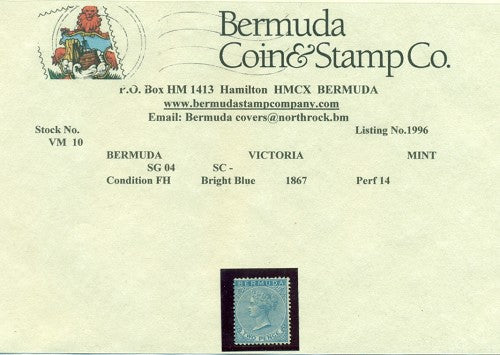 Bermuda
Coin&Stamp Co.
P.O. Box HM 1413 Hamilton HMCX BERMUDA
www.bermudastampcompany.com
Email: Bermuda covers@northrock.bm
Stock No. Listing No.1996
VM 10
BERMUDA VICTORIA MINT
SG 04 SC -
Condition FH Bright Blue 1867 Perf 14
BERMUDA
TWO PENCE